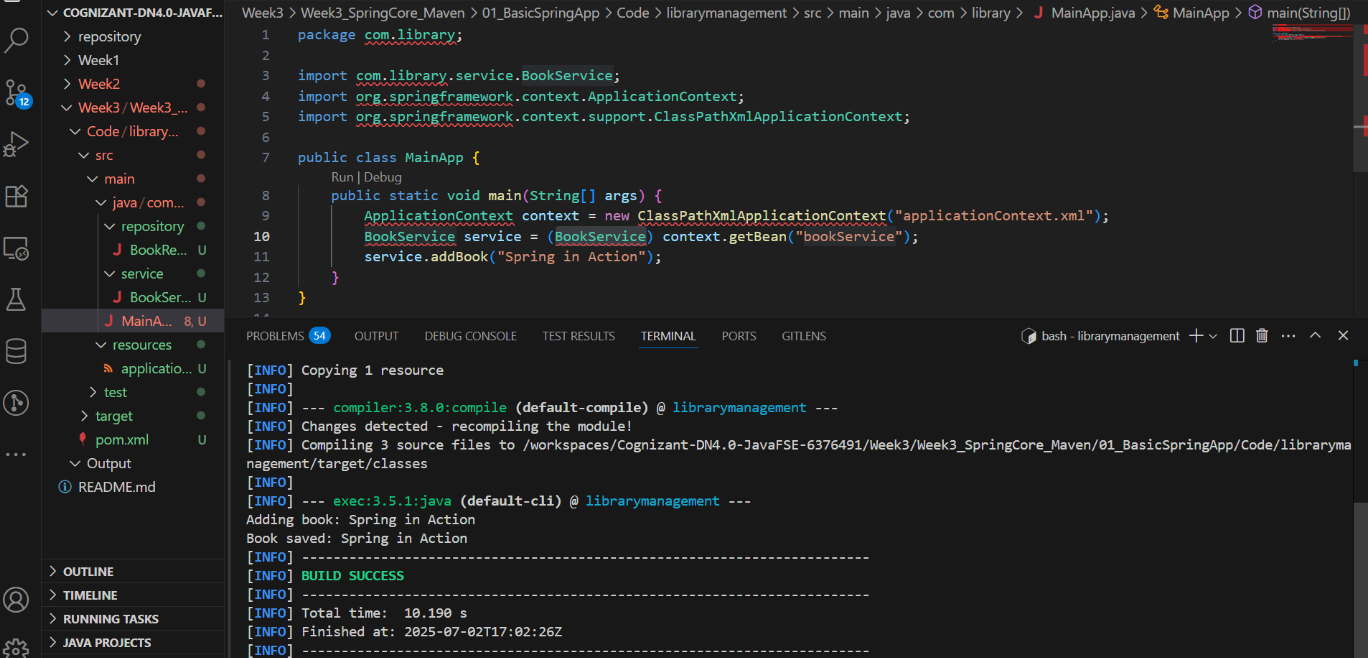 COGNIZANT-DN4.0-JAVAF...
repository
Week1
Week2
Week3 / Week3_...
Code / library...
src
main
java / com...
repository
BookRe... U
service
BookSer... U
MainA... 8, U
resources
applicatio... U
test
target
pom.xml U
Output
README.md
OUTLINE
TIMELINE
RUNNING TASKS
JAVA PROJECTS
12
Week3 > Week3_SpringCore_Maven > 01_BasicSpringApp > Code > librarymanagement > src > main > java > com > library > J MainApp.java > MainApp > main(String[])
1 package com.library;
2
3 import com.library.service.BookService;
4 import org.springframework.context.ApplicationContext;
5 import org.springframework.context.support.ClassPathXmlApplicationContext;
6
7 public class MainApp {
Run | Debug
8 public static void main(String[] args) {
9 ApplicationContext context = new ClassPathXmlApplicationContext("applicationContext.xml");
10 BookService service = (BookService) context.getBean("bookService");
11 service.addBook("Spring in Action");
12 }
13 }
PROBLEMS 54 OUTPUT DEBUG CONSOLE TEST RESULTS TERMINAL PORTS GITLENS bash - librarymanagement
[INFO] Copying 1 resource
[INFO]
[INFO] --- compiler:3.8.0:compile (default-compile) @ librarymanagement ---
[INFO] Changes detected - recompiling the module!
[INFO] Compiling 3 source files to /workspaces/Cognizant-DN4.0-JavaFSE-6376491/Week3/Week3_SpringCore_Maven/01_BasicSpringApp/Code/libraryma
nagement/target/classes
[INFO]
[INFO] --- exec:3.5.1:java (default-cli) @ librarymanagement ---
Adding book: Spring in Action
Book saved: Spring in Action
[INFO] ------------------------------------------------------------------------
[INFO] BUILD SUCCESS
[INFO] ------------------------------------------------------------------------
[INFO] Total time:  10.190 s
[INFO] Finished at: 2025-07-02T17:02:26Z
[INFO] ------------------------------------------------------------------------